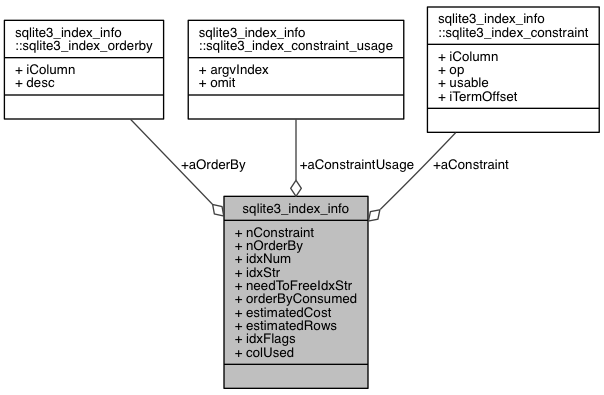 sqlite3_index_info
::sqlite3_index_orderby
+ iColumn
+ desc
sqlite3_index_info
::sqlite3_index_constraint_usage
+ argvIndex
+ omit
sqlite3_index_info
::sqlite3_index_constraint
+ iColumn
+ op
+ usable
+ iTermOffset
+aOrderBy
+aConstraintUsage
+aConstraint
sqlite3_index_info
+ nConstraint
+ nOrderBy
+ idxNum
+ idxStr
+ needToFreeIdxStr
+ orderByConsumed
+ estimatedCost
+ estimatedRows
+ idxFlags
+ colUsed